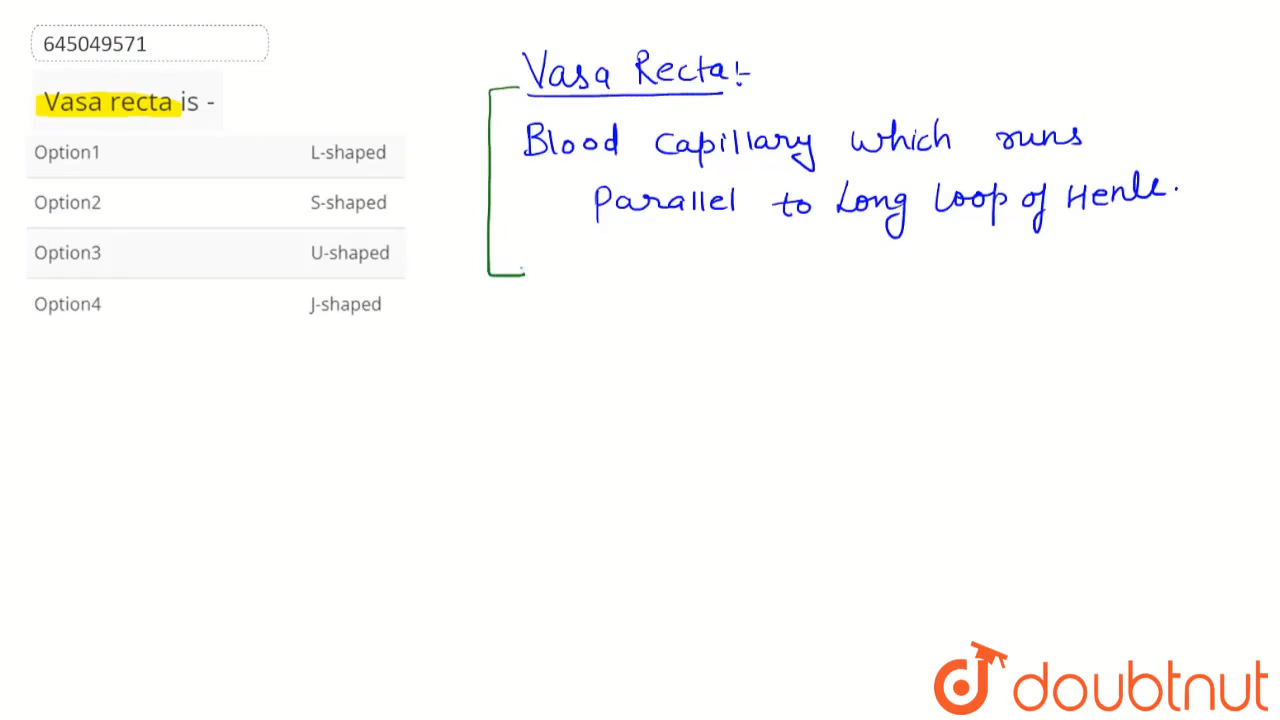 645049571
Vasa recta is -
Option1 L-shaped
Option2 S-shaped
Option3 U-shaped
Option4 J-shaped
Vasa Recta :-
Blood capillary which runs
Parallel to Long Loop of Henle.
doubtnut